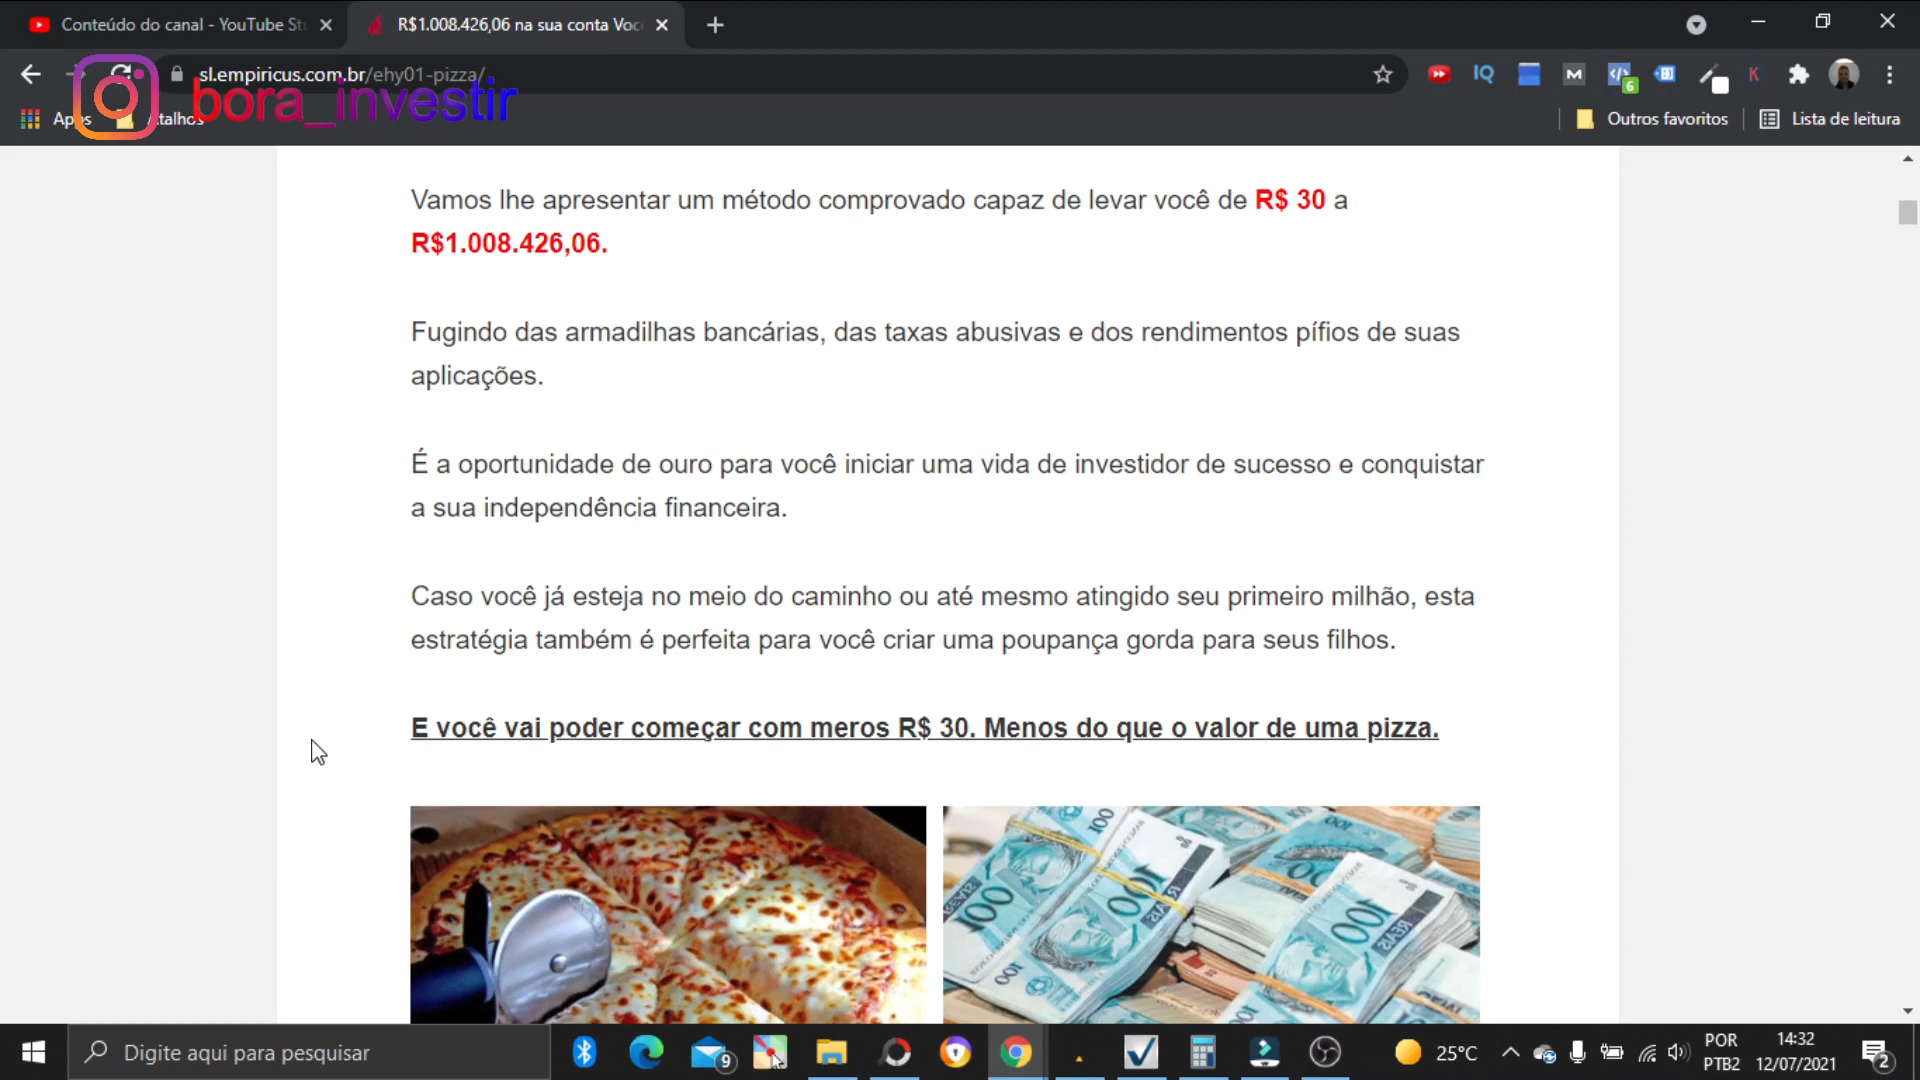 Conteúdo do canal - YouTube St
R$1.008.426,06 na sua conta Voc
sl.empiricus.com.br/ehy01-pizza/
bora_investir
Apps
Atalhos
Outros favoritos
Lista de leitura
Vamos lhe apresentar um método comprovado capaz de levar você de R$ 30 a
R$1.008.426,06.
Fugindo das armadilhas bancárias, das taxas abusivas e dos rendimentos pífios de suas
aplicações.
É a oportunidade de ouro para você iniciar uma vida de investidor de sucesso e conquistar
a sua independência financeira.
Caso você já esteja no meio do caminho ou até mesmo atingido seu primeiro milhão, esta
estratégia também é perfeita para você criar uma poupança gorda para seus filhos.
E você vai poder começar com meros R$ 30. Menos do que o valor de uma pizza.
Digite aqui para pesquisar
9
25°C
POR
PTB2
14:32
12/07/2021
2